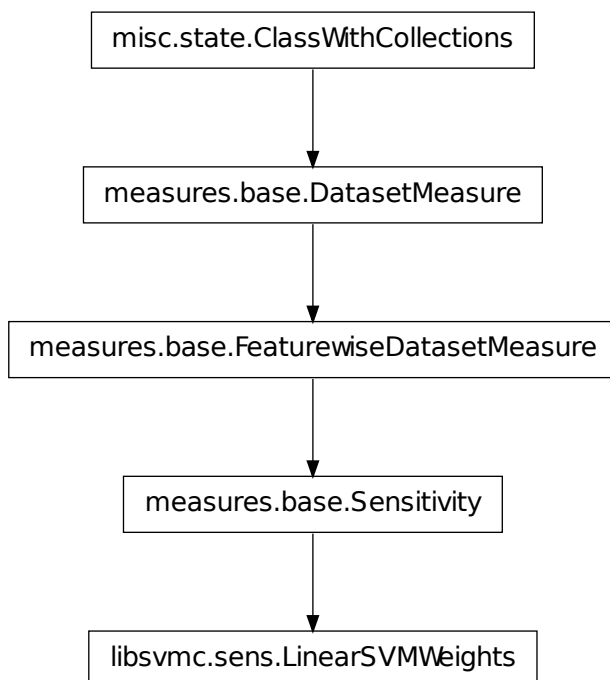 misc.state.ClassWithCollections
measures.base.DatasetMeasure
measures.base.FeaturewiseDatasetMeasure
measures.base.Sensitivity
libsvmc.sens.LinearSVMWeights